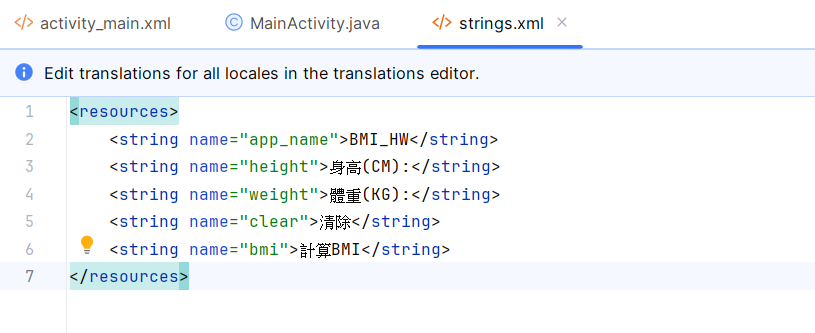 activity_main.xml MainActivity.java strings.xml
Edit translations for all locales in the translations editor.
1 <resources>
2 <string name="app_name">BMI_HW</string>
3 <string name="height">身高(CM):</string>
4 <string name="weight">體重(KG):</string>
5 <string name="clear">清除</string>
6 <string name="bmi">計算BMI</string>
7 </resources>